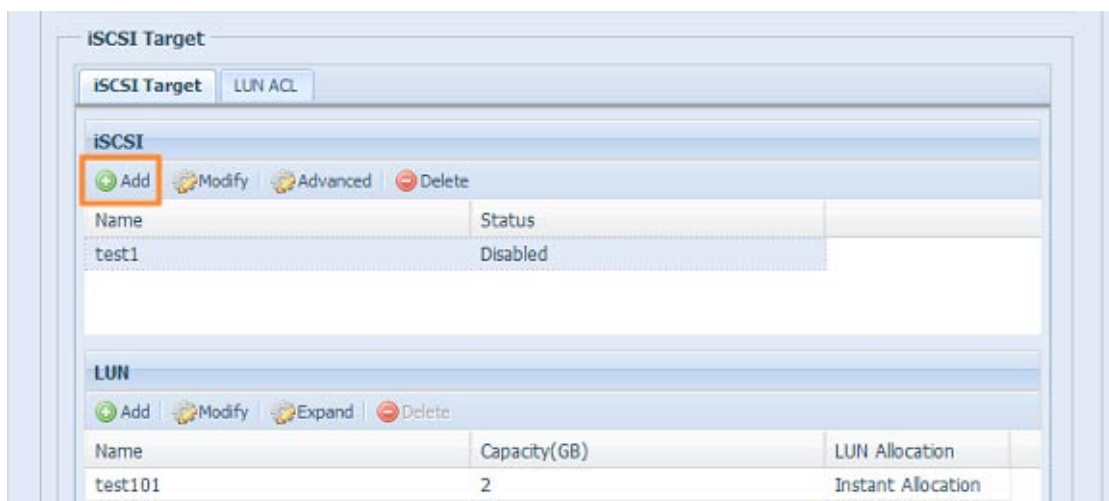 iSCSI Target
iSCSI Target LUN ACL
iSCSI
Add Modify Advanced Delete
Name Status
test1 Disabled
LUN
Add Modify Expand Delete
Name Capacity(GB) LUN Allocation
test101 2 Instant Allocation